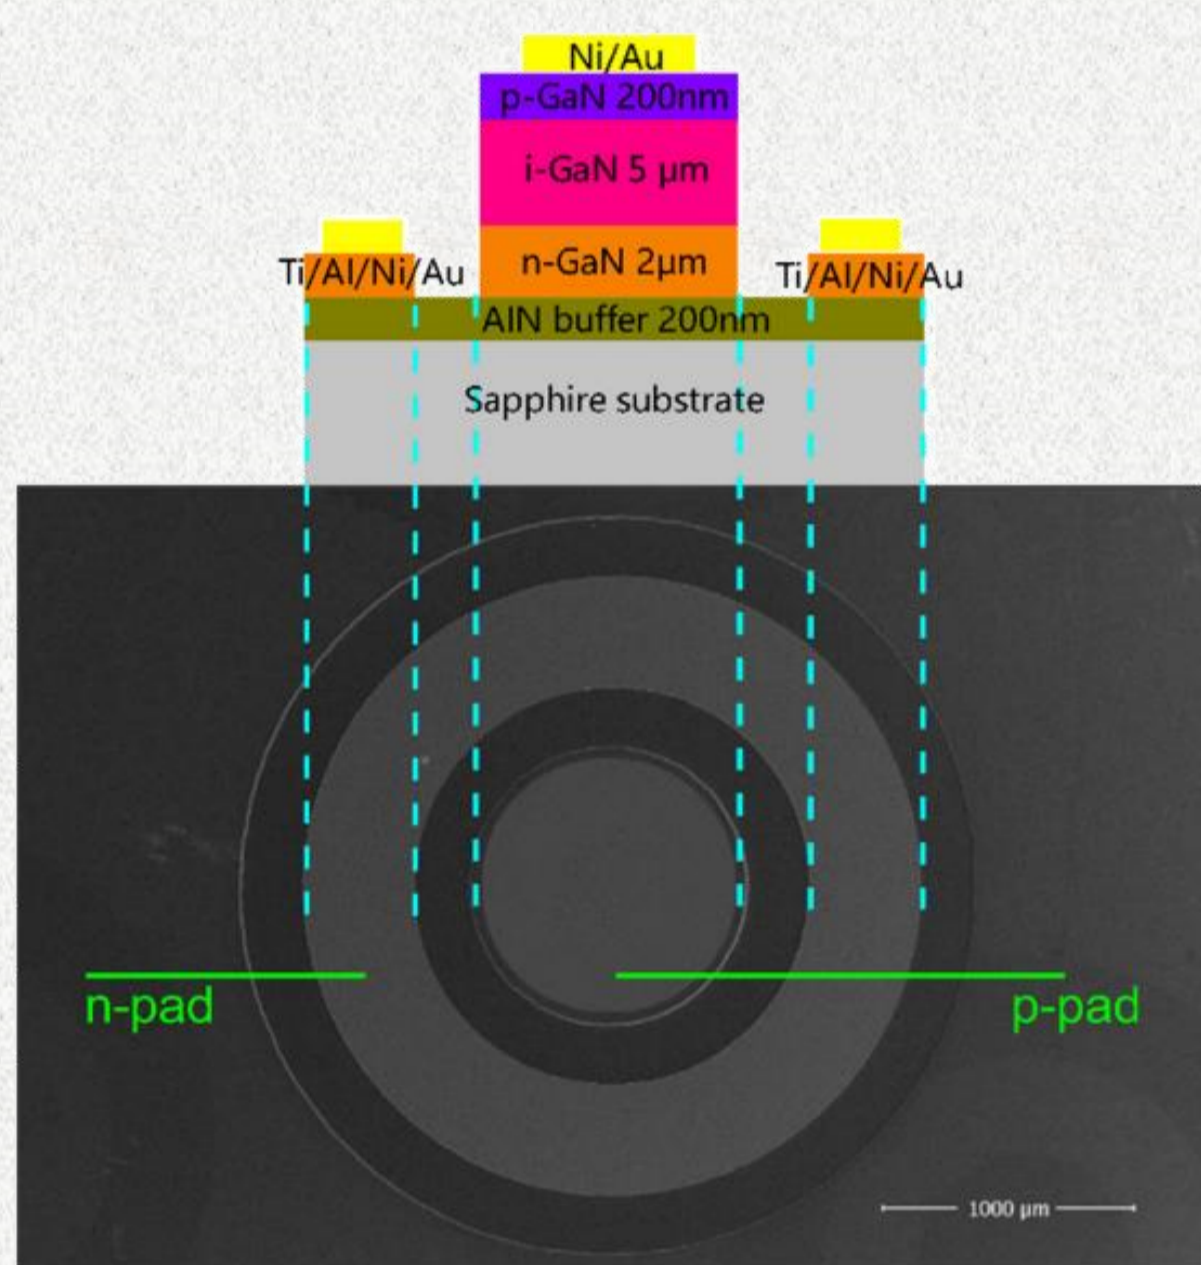 Ni/Au
p-GaN 200nm
i-GaN 5 μm
n-GaN 2μm
Ti/Al/Ni/Au
Ti/Al/Ni/Au
AlN buffer 200nm
Sapphire substrate
n-pad
p-pad
1000 μm